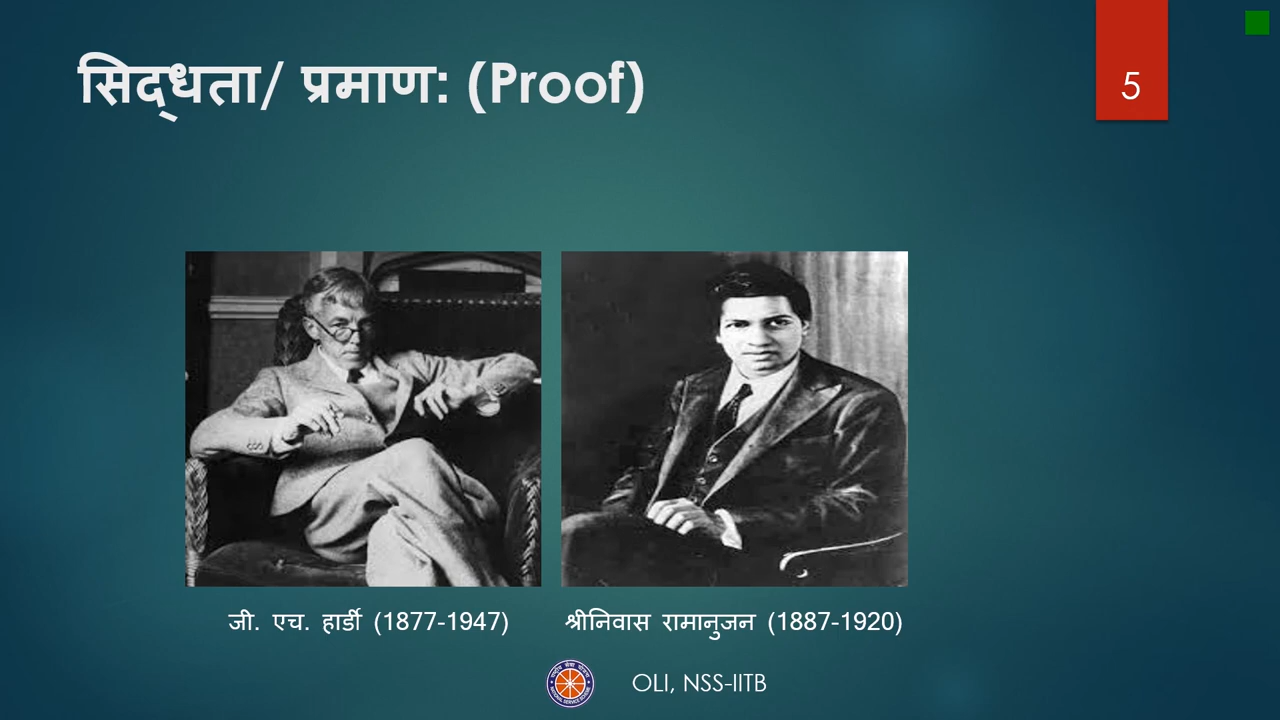 सिद्धता/ प्रमाण: (Proof)
5
जी. एच. हार्डी (1877-1947)
श्रीनिवास रामानुजन (1887-1920)
OLI, NSS-IITB